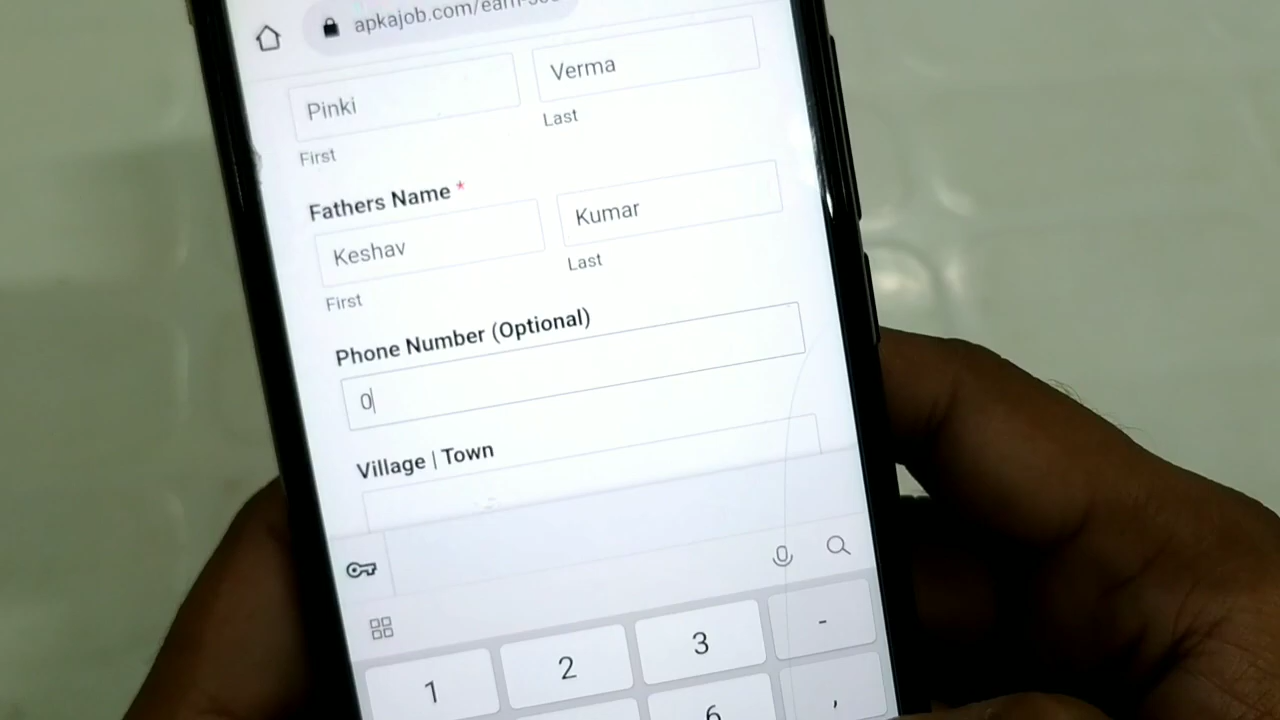 apkajob.com/earn-
Pinki Verma
First Last
Fathers Name *
Keshav Kumar
First Last
Phone Number (Optional)
0
Village | Town
1 2 3 -
6 ,